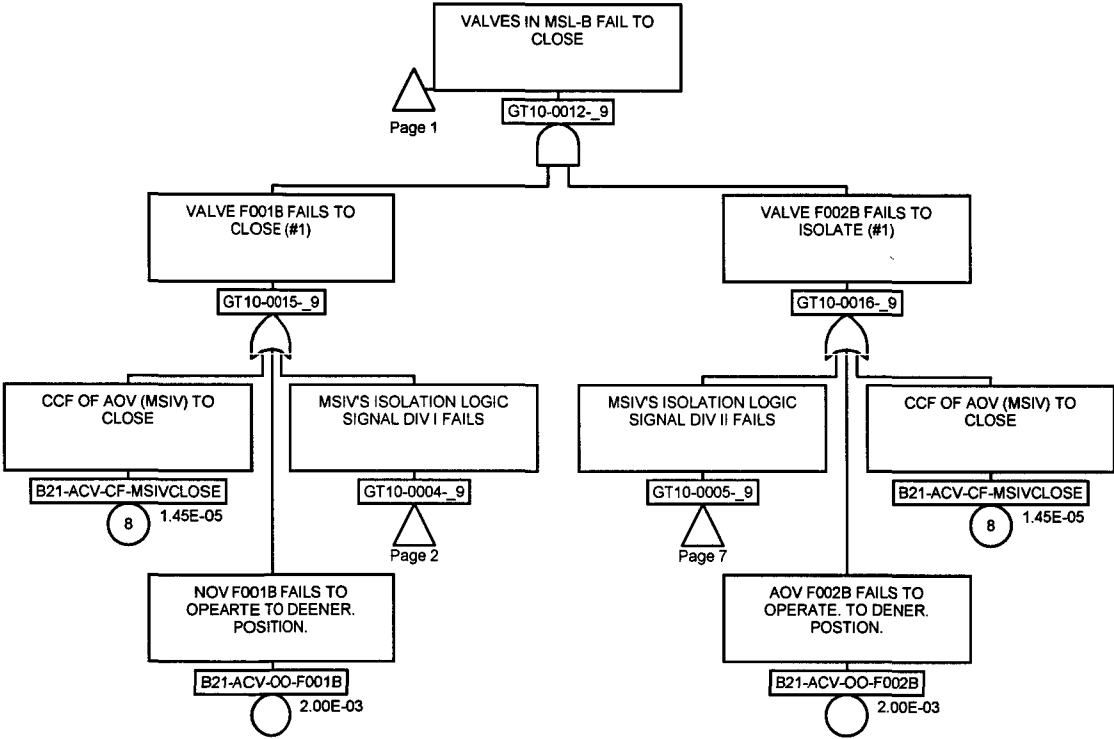 VALVES IN MSL-B FAIL TO
CLOSE
Page 1
GT10-0012-_9
VALVE F001B FAILS TO
CLOSE (#1)
GT10-0015-_9
VALVE F002B FAILS TO
ISOLATE (#1)
GT10-0016-_9
CCF OF AOV (MSIV) TO
CLOSE
B21-ACV-CF-MSIVCLOSE
8
1.45E-05
MSIV'S ISOLATION LOGIC
SIGNAL DIV I FAILS
GT10-0004-_9
Page 2
MSIV'S ISOLATION LOGIC
SIGNAL DIV II FAILS
GT10-0005-_9
Page 7
CCF OF AOV (MSIV) TO
CLOSE
B21-ACV-CF-MSIVCLOSE
8
1.45E-05
NOV F001B FAILS TO
OPEARTE TO DEENER.
POSITION.
B21-ACV-OO-F001B
2.00E-03
AOV F002B FAILS TO
OPERATE. TO DENER.
POSTION.
B21-ACV-OO-F002B
2.00E-03